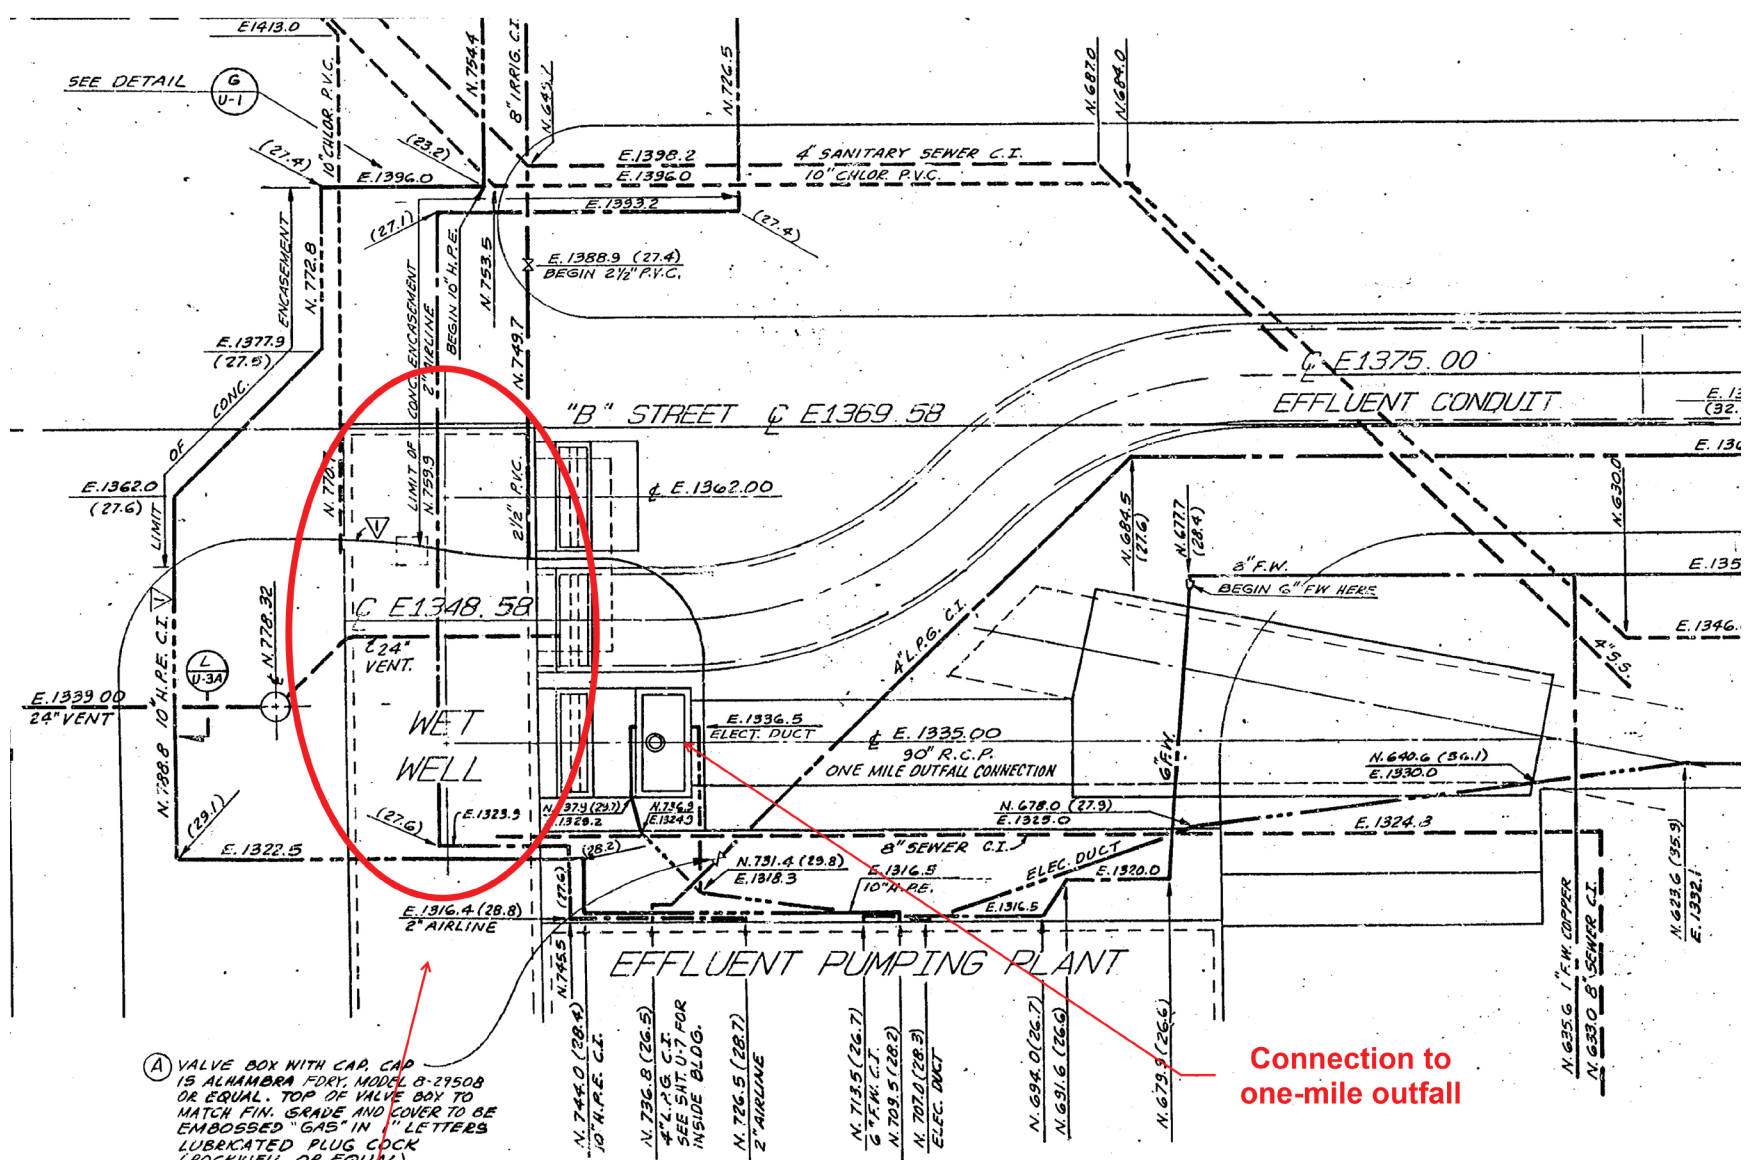 E1413.0
SEE DETAIL
G
U-1
10" CHLOR. P.V.C.
N.754.4
8" IRRIG. C.I.
N.726.5
N.687.0
N.684.0
(27.4)
(23.2)
E.1396.0
E.1398.2
4" SANITARY SEWER C.I.
E.1396.0
10" CHLOR. P.V.C.
E.1393.2
(27.1)
(27.4)
ENCASEMENT
N.772.8
N.753.5
E.1388.9 (27.4)
BEGIN 2½" P.V.C.
LIMIT OF CONC. ENCASEMENT
2" AIRLINE
BEGIN 10" H.P.E.
N.749.7
E.1377.9
(27.5)
CONC.
OF
LIMIT
"B" STREET ℄ E1369.58
℄ E1375.00
EFFLUENT CONDUIT
(32.
E.1362.0
(27.6)
N.759.9
2½" P.V.C.
℄ E.1362.00
N.684.5
(27.6)
N.677.7
(28.4)
N.630.0
1
8" F.W.
BEGIN 6" FW HERE
E.135
E.1346.
4" S.S.
C E1348.58
24"
VENT.
N.778.32
L
U-3A
1
E.1339.00
24" VENT
N.788.8 10" H.P.E. C.I.
4" L.P.G. C.I.
WET
WELL
E.1336.5
ELECT. DUCT
℄ E.1335.00
90" R.C.P.
ONE MILE OUTFALL CONNECTION
6" F.W.
N.640.6 (36.1)
E.1330.0
N.678.0 (27.9)
E.1325.0
E.1324.3
(29.1)
(27.6)
E.1323.9
E.1328.2
N.736.9
E.1324.9
8" SEWER C.I.
E.1322.5
(28.2)
N.731.4 (29.8)
E.1318.3
E.1316.5
10" H.P.E.
ELEC. DUCT
E.1320.0
E.1316.5
(27.6)
N.745.5
E.1316.4 (28.8)
2" AIRLINE
EFFLUENT PUMPING PLANT
N.623.6 (35.9)
E.1332.1
N.635.6 1" F.W. COPPER
N.633.0 8" SEWER C.I.
N.744.0 (28.4)
10" H.P.E. C.I.
N.736.8 (26.5)
4" L.P.G. C.I.
SEE SHT. U-7 FOR
INSIDE BLDG.
N.726.5 (28.7)
2" AIRLINE
N.713.5 (26.7)
6" F.W. C.I.
N.709.5 (28.2)
N.707.0 (28.3)
ELEC. DUCT
N.694.0 (26.7)
N.691.6 (26.6)
N.679.9 (26.6)
A
VALVE BOX WITH CAP. CAP
IS ALHAMBRA FDRY. MODEL B-29508
OR EQUAL. TOP OF VALVE BOX TO
MATCH FIN. GRADE AND COVER TO BE
EMBOSSED "GAS" IN 1" LETTERS
LUBRICATED PLUG COCK
(ROCKWELL OR EQUAL)
Connection to
one-mile outfall